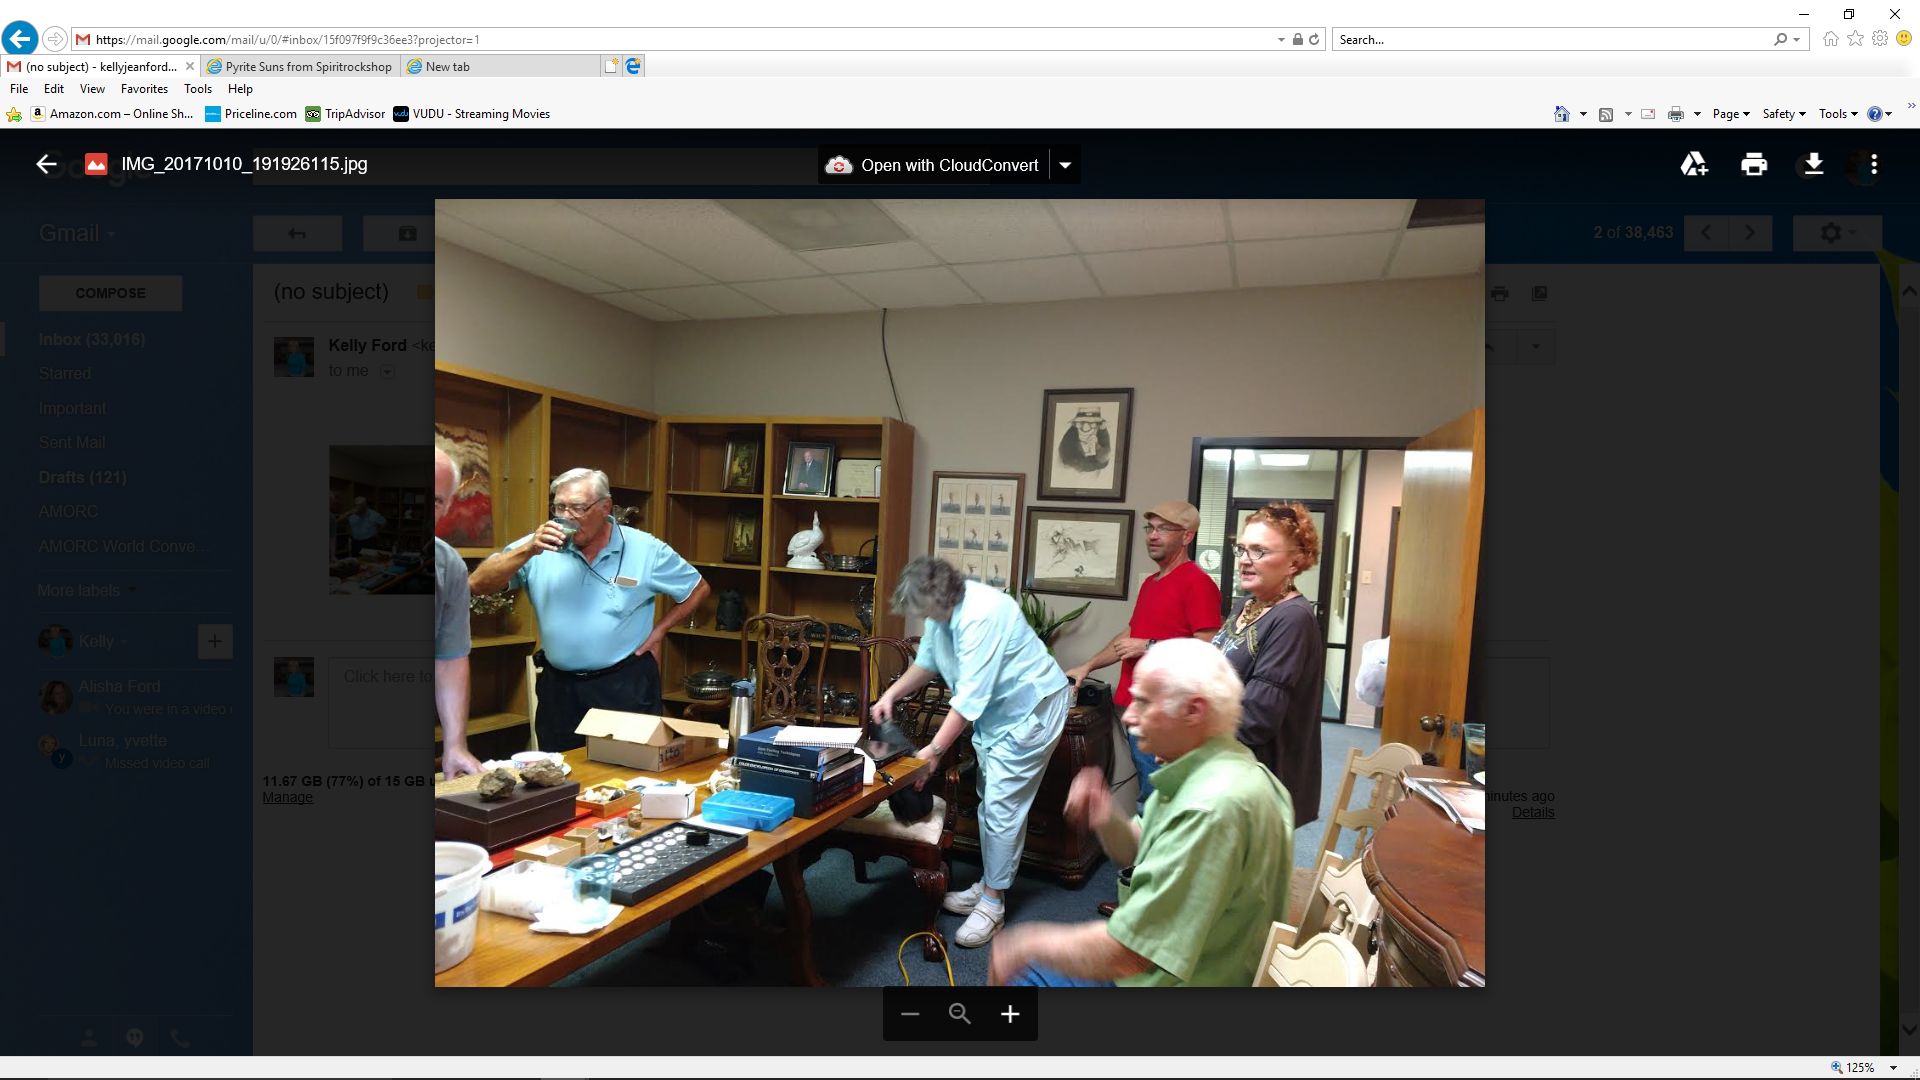 https://mail.google.com/mail/u/0/#inbox/15f097f9f9c36ee3?projector=1
Search...
(no subject) - kellyjeanford...
Pyrite Suns from Spiritrockshop
New tab
File Edit View Favorites Tools Help
Amazon.com – Online Sh...
Priceline.com
TripAdvisor
VUDU - Streaming Movies
Page
Safety
Tools
IMG_20171010_191926115.jpg
Open with CloudConvert
Gmail
2 of 38,463
COMPOSE
(no subject)
Inbox (33,016)
Kelly Ford
to me
Starred
Important
Sent Mail
Drafts (121)
AMORC
AMORC World Conve...
More labels
Kelly
Click here to
Alisha Ford
You were in a video
Luna, yvette
Missed video call
11.67 GB (77%) of 15 GB
Manage
minutes ago
Details
125%